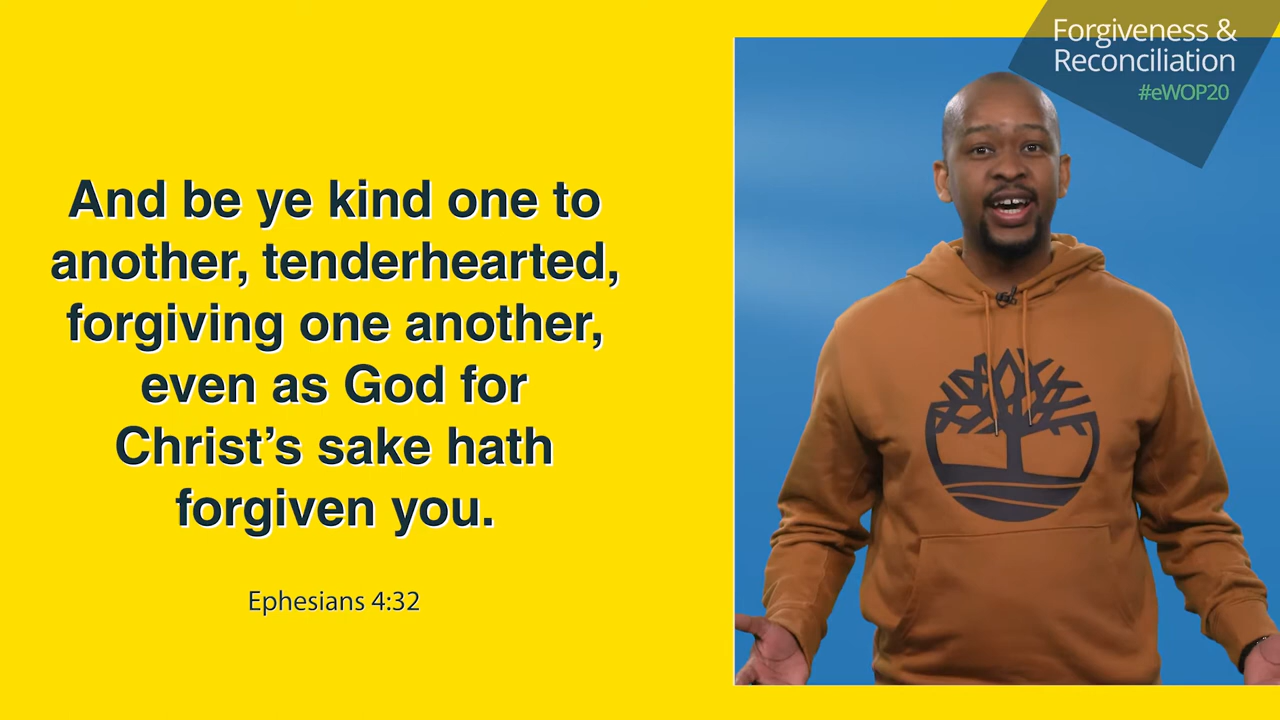 And be ye kind one to
another, tenderhearted,
forgiving one another,
even as God for
Christ’s sake hath
forgiven you.
Ephesians 4:32
Forgiveness &
Reconciliation
#eWOP20